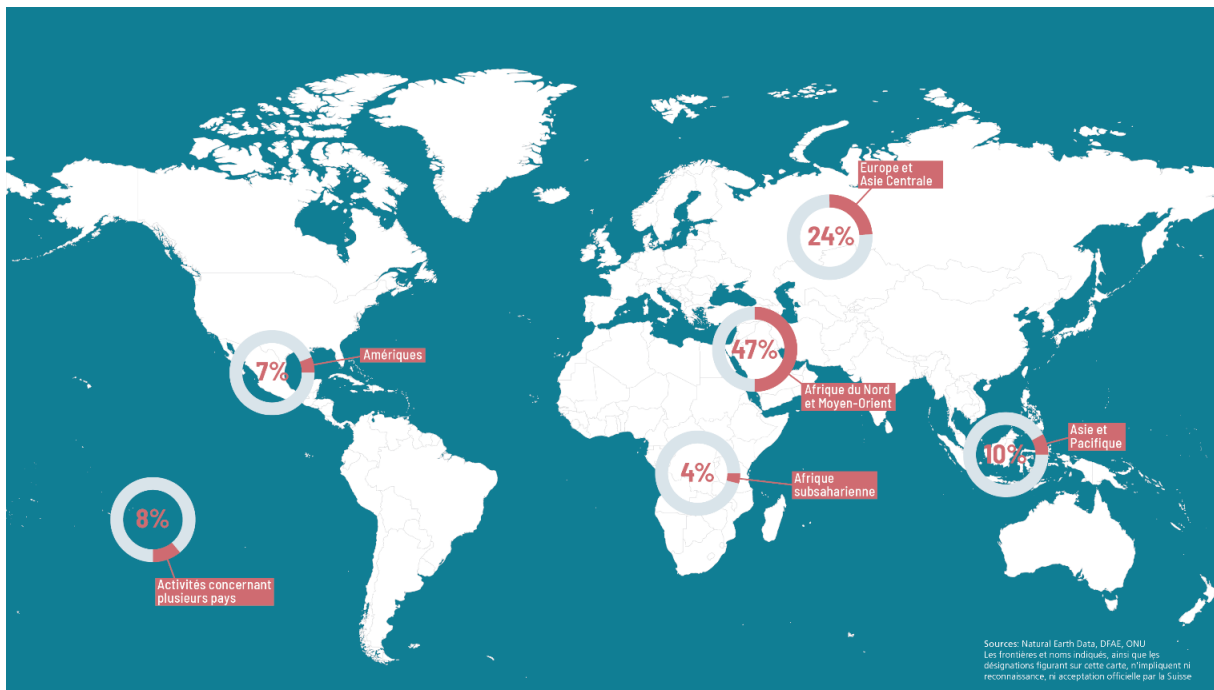 Europe et
Asie Centrale
24%
47%
Afrique du Nord
et Moyen-Orient
Amériques
7%
Asie et
Pacifique
10%
4%
Afrique
subsaharienne
8%
Activités concernant
plusieurs pays
Sources: Natural Earth Data, DFAE, ONU
Les frontières et noms indiqués, ainsi que les
désignations figurant sur cette carte, n'impliquent ni
reconnaissance, ni acceptation officielle par la Suisse